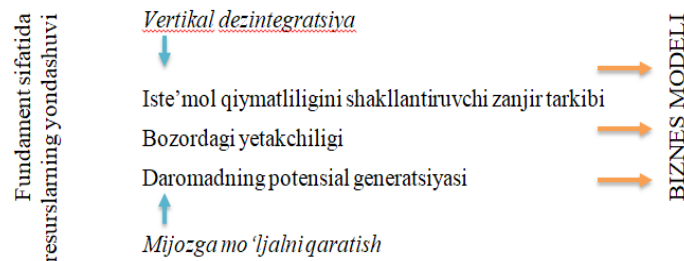 Fundament sifatida
resurslarning yondashuvi
Vertikal dezintegratsiya
Iste’mol qiymatliligini shakllantiruvchi zanjir tarkibi
Bozordagi yetakchiligi
Daromadning potensial generatsiyasi
Mijozga mo‘ljalni qaratish
BIZNES MODELI